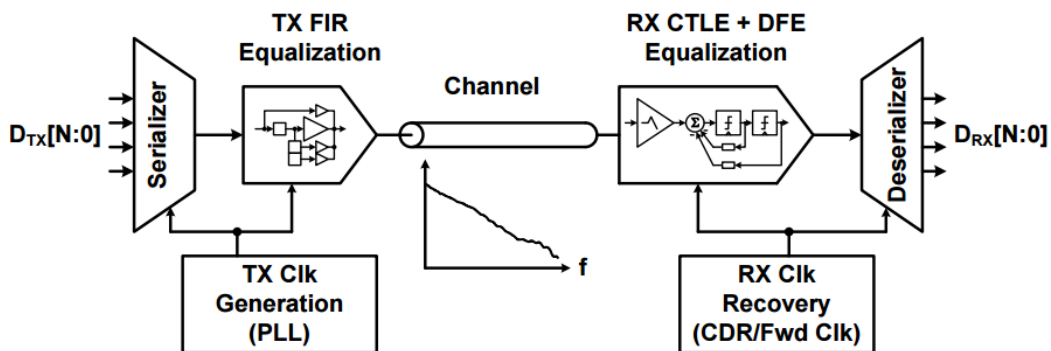 TX FIR
Equalization
RX CTLE + DFE
Equalization
Channel
Serializer
Deserializer
DTX[N:0]
DRX[N:0]
Σ
f
TX Clk
Generation
(PLL)
RX Clk
Recovery
(CDR/Fwd Clk)